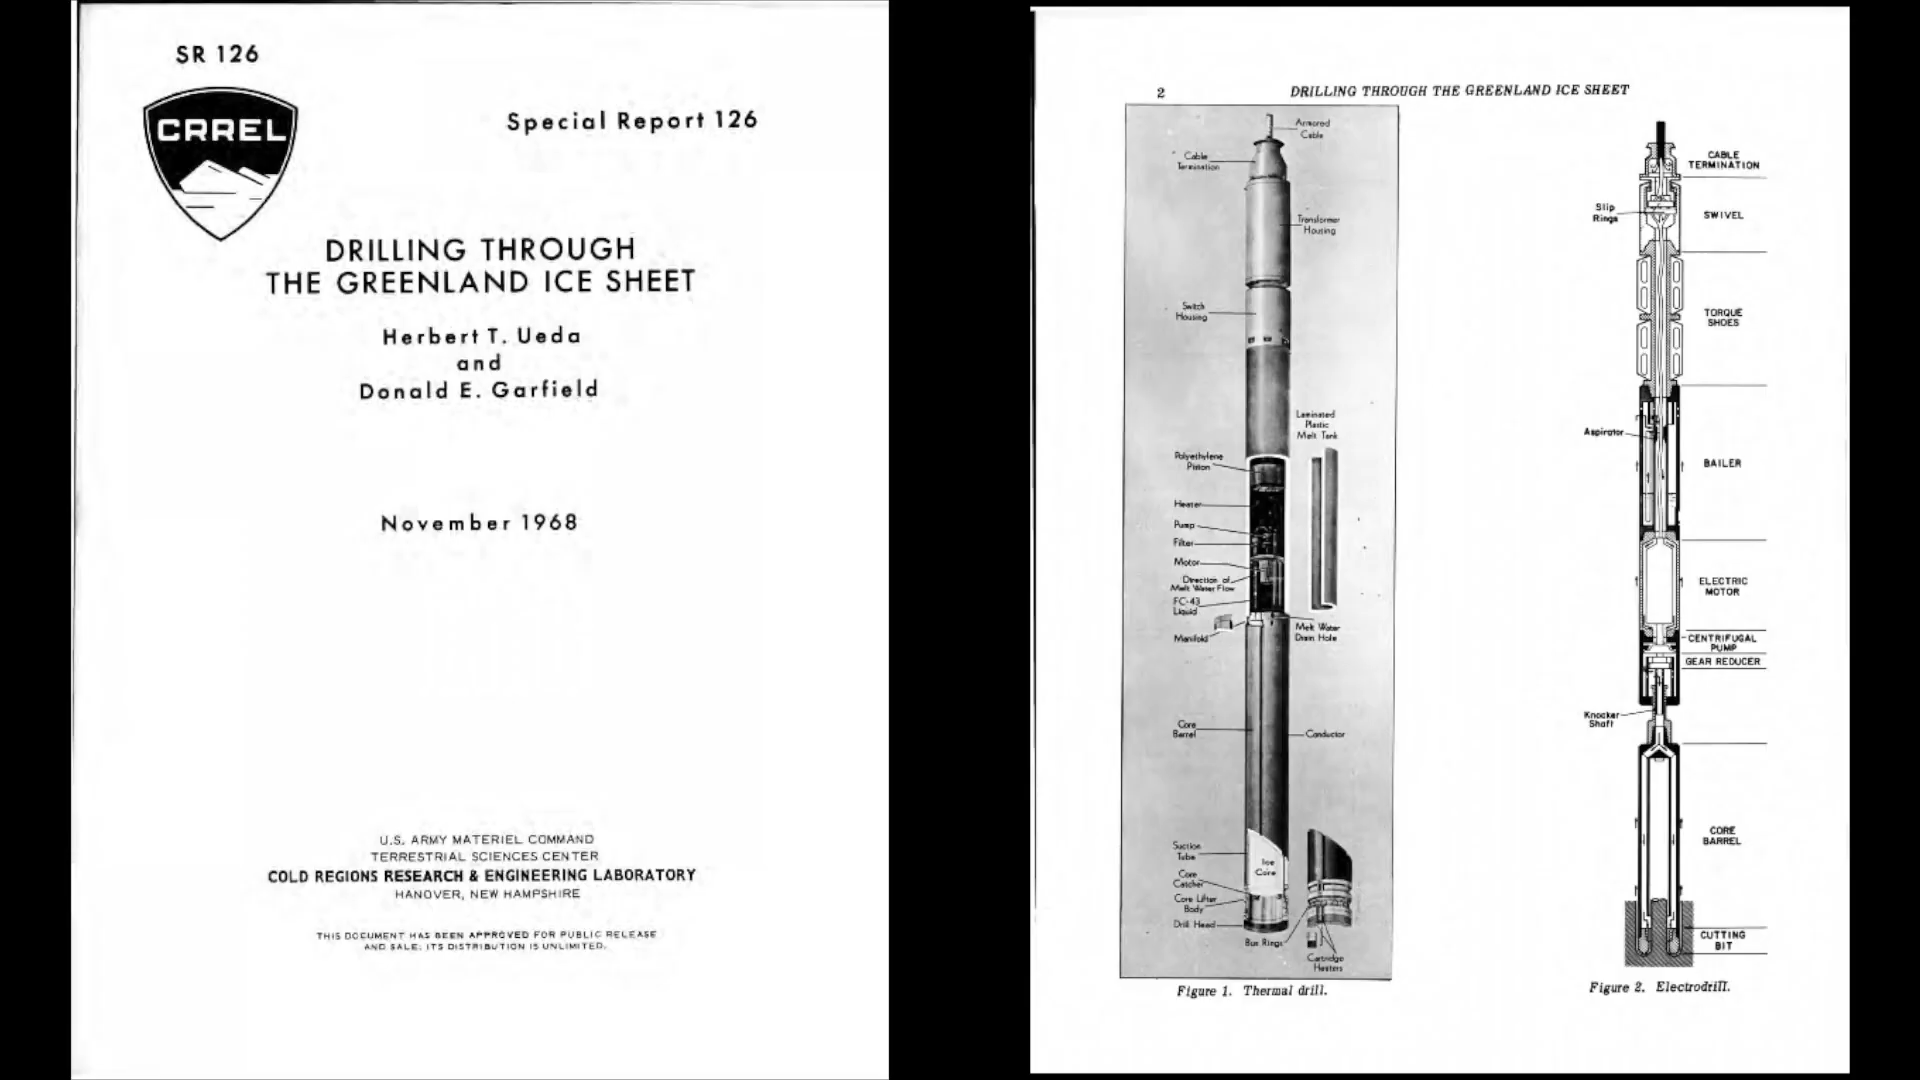 SR 126
CRREL
Special Report 126
DRILLING THROUGH
THE GREENLAND ICE SHEET
Herbert T. Ueda
and
Donald E. Garfield
November 1968
U.S. ARMY MATERIEL COMMAND
TERRESTRIAL SCIENCES CENTER
COLD REGIONS RESEARCH & ENGINEERING LABORATORY
HANOVER, NEW HAMPSHIRE
THIS DOCUMENT HAS BEEN APPROVED FOR PUBLIC RELEASE
AND SALE; ITS DISTRIBUTION IS UNLIMITED.
2
DRILLING THROUGH THE GREENLAND ICE SHEET
Armored
Cable
Cable
Termination
Transformer
Housing
Switch
Housing
Laminated
Plastic
Melt Tank
Polyethylene
Piston
Heater
Pump
Filter
Motor
Direction of
Melt Water Flow
FC-43
Liquid
Manifold
Melt Water
Drain Hole
Core
Barrel
Conductor
Suction
Tube
Ice
Core
Core
Catcher
Core Lifter
Body
Drill Head
Bus Rings
Cartridge
Heaters
Figure 1. Thermal drill.
CABLE
TERMINATION
Slip
Rings
SWIVEL
TORQUE
SHOES
Aspirator
BAILER
ELECTRIC
MOTOR
CENTRIFUGAL
PUMP
GEAR REDUCER
Knocker
Shaft
CORE
BARREL
CUTTING
BIT
Figure 2. Electrodrill.